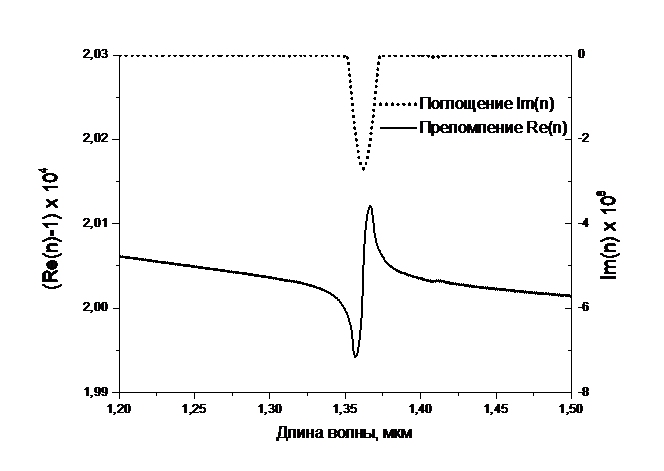 2,03
0
Поглощение Im(n)
Преломление Re(n)
2,02
-2
(Re(n)-1) x 10⁴
2,01
-4
Im(n) x 10⁸
2,00
-6
1,99
-8
1,20 1,25 1,30 1,35 1,40 1,45 1,50
Длина волны, мкм